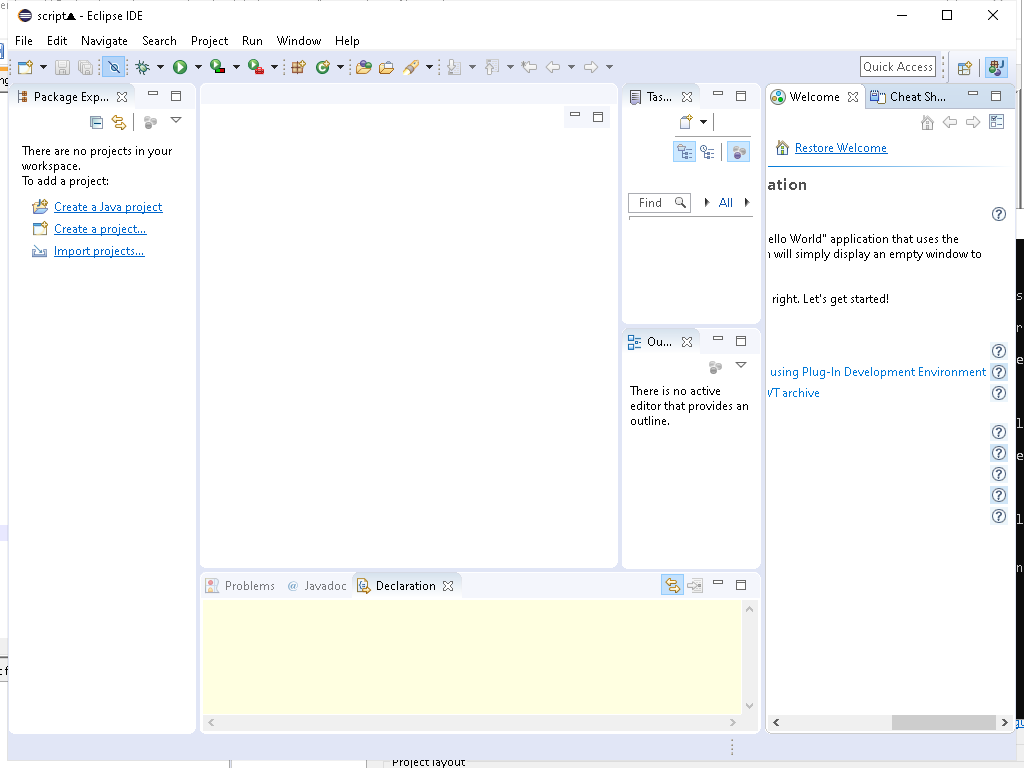 script▲ - Eclipse IDE
File Edit Navigate Search Project Run Window Help
Quick Access
Package Exp...
There are no projects in your
workspace.
To add a project:
Create a Java project
Create a project...
Import projects...
Tas...
Find
All
Ou...
There is no active
editor that provides an
outline.
Welcome
Cheat Sh...
Restore Welcome
ation
ello World" application that uses the
will simply display an empty window to
right. Let's get started!
using Plug-In Development Environment
VT archive
Problems @ Javadoc Declaration
Project layout